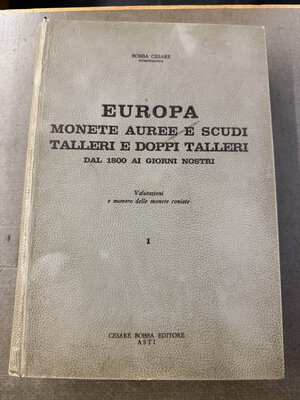 BOBBA CESARE
NUMISMATICO
EUROPA
MONETE AUREE E SCUDI
TALLERI E DOPPI TALLERI
DAL 1800 AI GIORNI NOSTRI
Valutazioni
e numero delle monete coniate
I
CESARE BOBBA EDITORE
ASTI